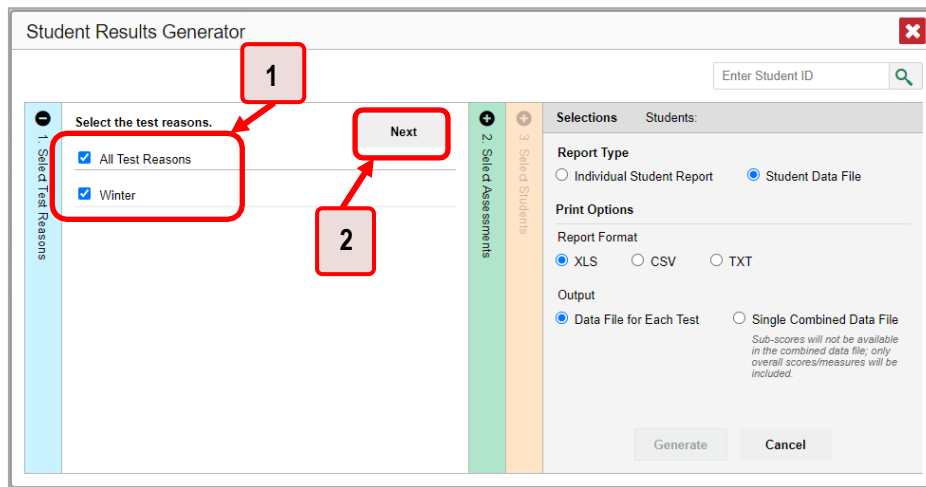 Student Results Generator
1
Enter Student ID
1. Select Test Reasons
Select the test reasons.
Next
All Test Reasons
Winter
2
2. Select Assessments
3. Select Students
Selections Students:
Report Type
Individual Student Report Student Data File
Print Options
Report Format
XLS CSV TXT
Output
Data File for Each Test Single Combined Data File
Sub-scores will not be available
in the combined data file; only
overall scores/measures will be
included.
Generate Cancel